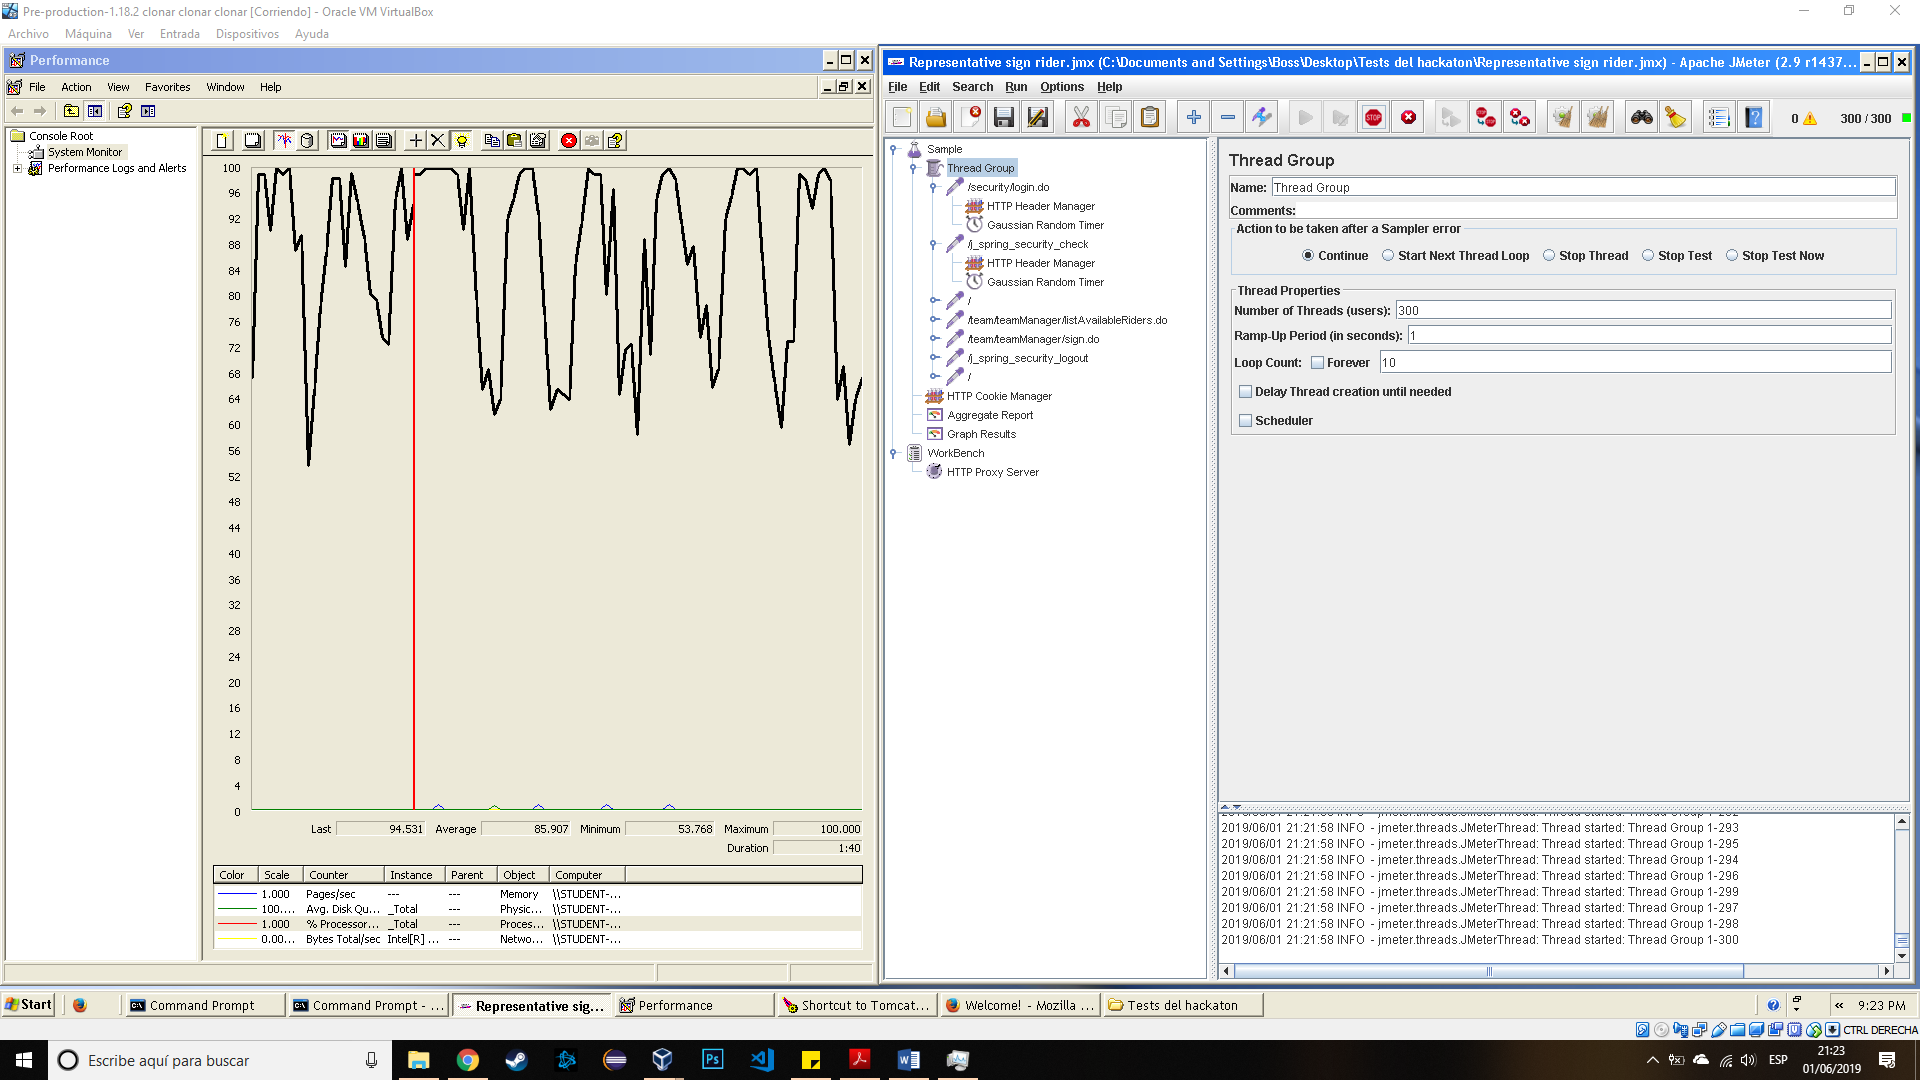 Pre-production-1.18.2 clonar clonar clonar [Corriendo] - Oracle VM VirtualBox
Archivo Máquina Ver Entrada Dispositivos Ayuda
Performance
File Action View Favorites Window Help
Console Root
System Monitor
Performance Logs and Alerts
100
96
92
88
84
80
76
72
68
64
60
56
52
48
44
40
36
32
28
24
20
16
12
8
4
0
Last 94.531 Average 85.907 Minimum 53.768 Maximum 100.000
Duration 1:40
Color Scale Counter Instance Parent Object Computer
1.000 Pages/sec --- --- Memory \\STUDENT-...
100.... Avg. Disk Qu... _Total --- Physic... \\STUDENT-...
1.000 % Processor... _Total --- Proces... \\STUDENT-...
0.00... Bytes Total/sec Intel[R] ... --- Netwo... \\STUDENT-...
Representative sign rider.jmx (C:\Documents and Settings\Boss\Desktop\Tests del hackaton\Representative sign rider.jmx) - Apache JMeter (2.9 r1437...
File Edit Search Run Options Help
0 300 / 300
Sample
Thread Group
/security/login.do
HTTP Header Manager
Gaussian Random Timer
/j_spring_security_check
HTTP Header Manager
Gaussian Random Timer
/
/team/teamManager/listAvailableRiders.do
/team/teamManager/sign.do
/j_spring_security_logout
/
HTTP Cookie Manager
Aggregate Report
Graph Results
WorkBench
HTTP Proxy Server
Thread Group
Name: Thread Group
Comments:
Action to be taken after a Sampler error
Continue Start Next Thread Loop Stop Thread Stop Test Stop Test Now
Thread Properties
Number of Threads (users): 300
Ramp-Up Period (in seconds): 1
Loop Count: Forever 10
Delay Thread creation until needed
Scheduler
2019/06/01 21:21:58 INFO - jmeter.threads.JMeterThread: Thread started: Thread Group 1-293
2019/06/01 21:21:58 INFO - jmeter.threads.JMeterThread: Thread started: Thread Group 1-295
2019/06/01 21:21:58 INFO - jmeter.threads.JMeterThread: Thread started: Thread Group 1-294
2019/06/01 21:21:58 INFO - jmeter.threads.JMeterThread: Thread started: Thread Group 1-296
2019/06/01 21:21:58 INFO - jmeter.threads.JMeterThread: Thread started: Thread Group 1-299
2019/06/01 21:21:58 INFO - jmeter.threads.JMeterThread: Thread started: Thread Group 1-297
2019/06/01 21:21:58 INFO - jmeter.threads.JMeterThread: Thread started: Thread Group 1-298
2019/06/01 21:21:58 INFO - jmeter.threads.JMeterThread: Thread started: Thread Group 1-300
Start Command Prompt Command Prompt - ... Representative sig... Performance Shortcut to Tomcat... Welcome! - Mozilla ... Tests del hackaton « 9:23 PM
CTRL DERECHA
Escribe aquí para buscar
ESP
21:23
01/06/2019